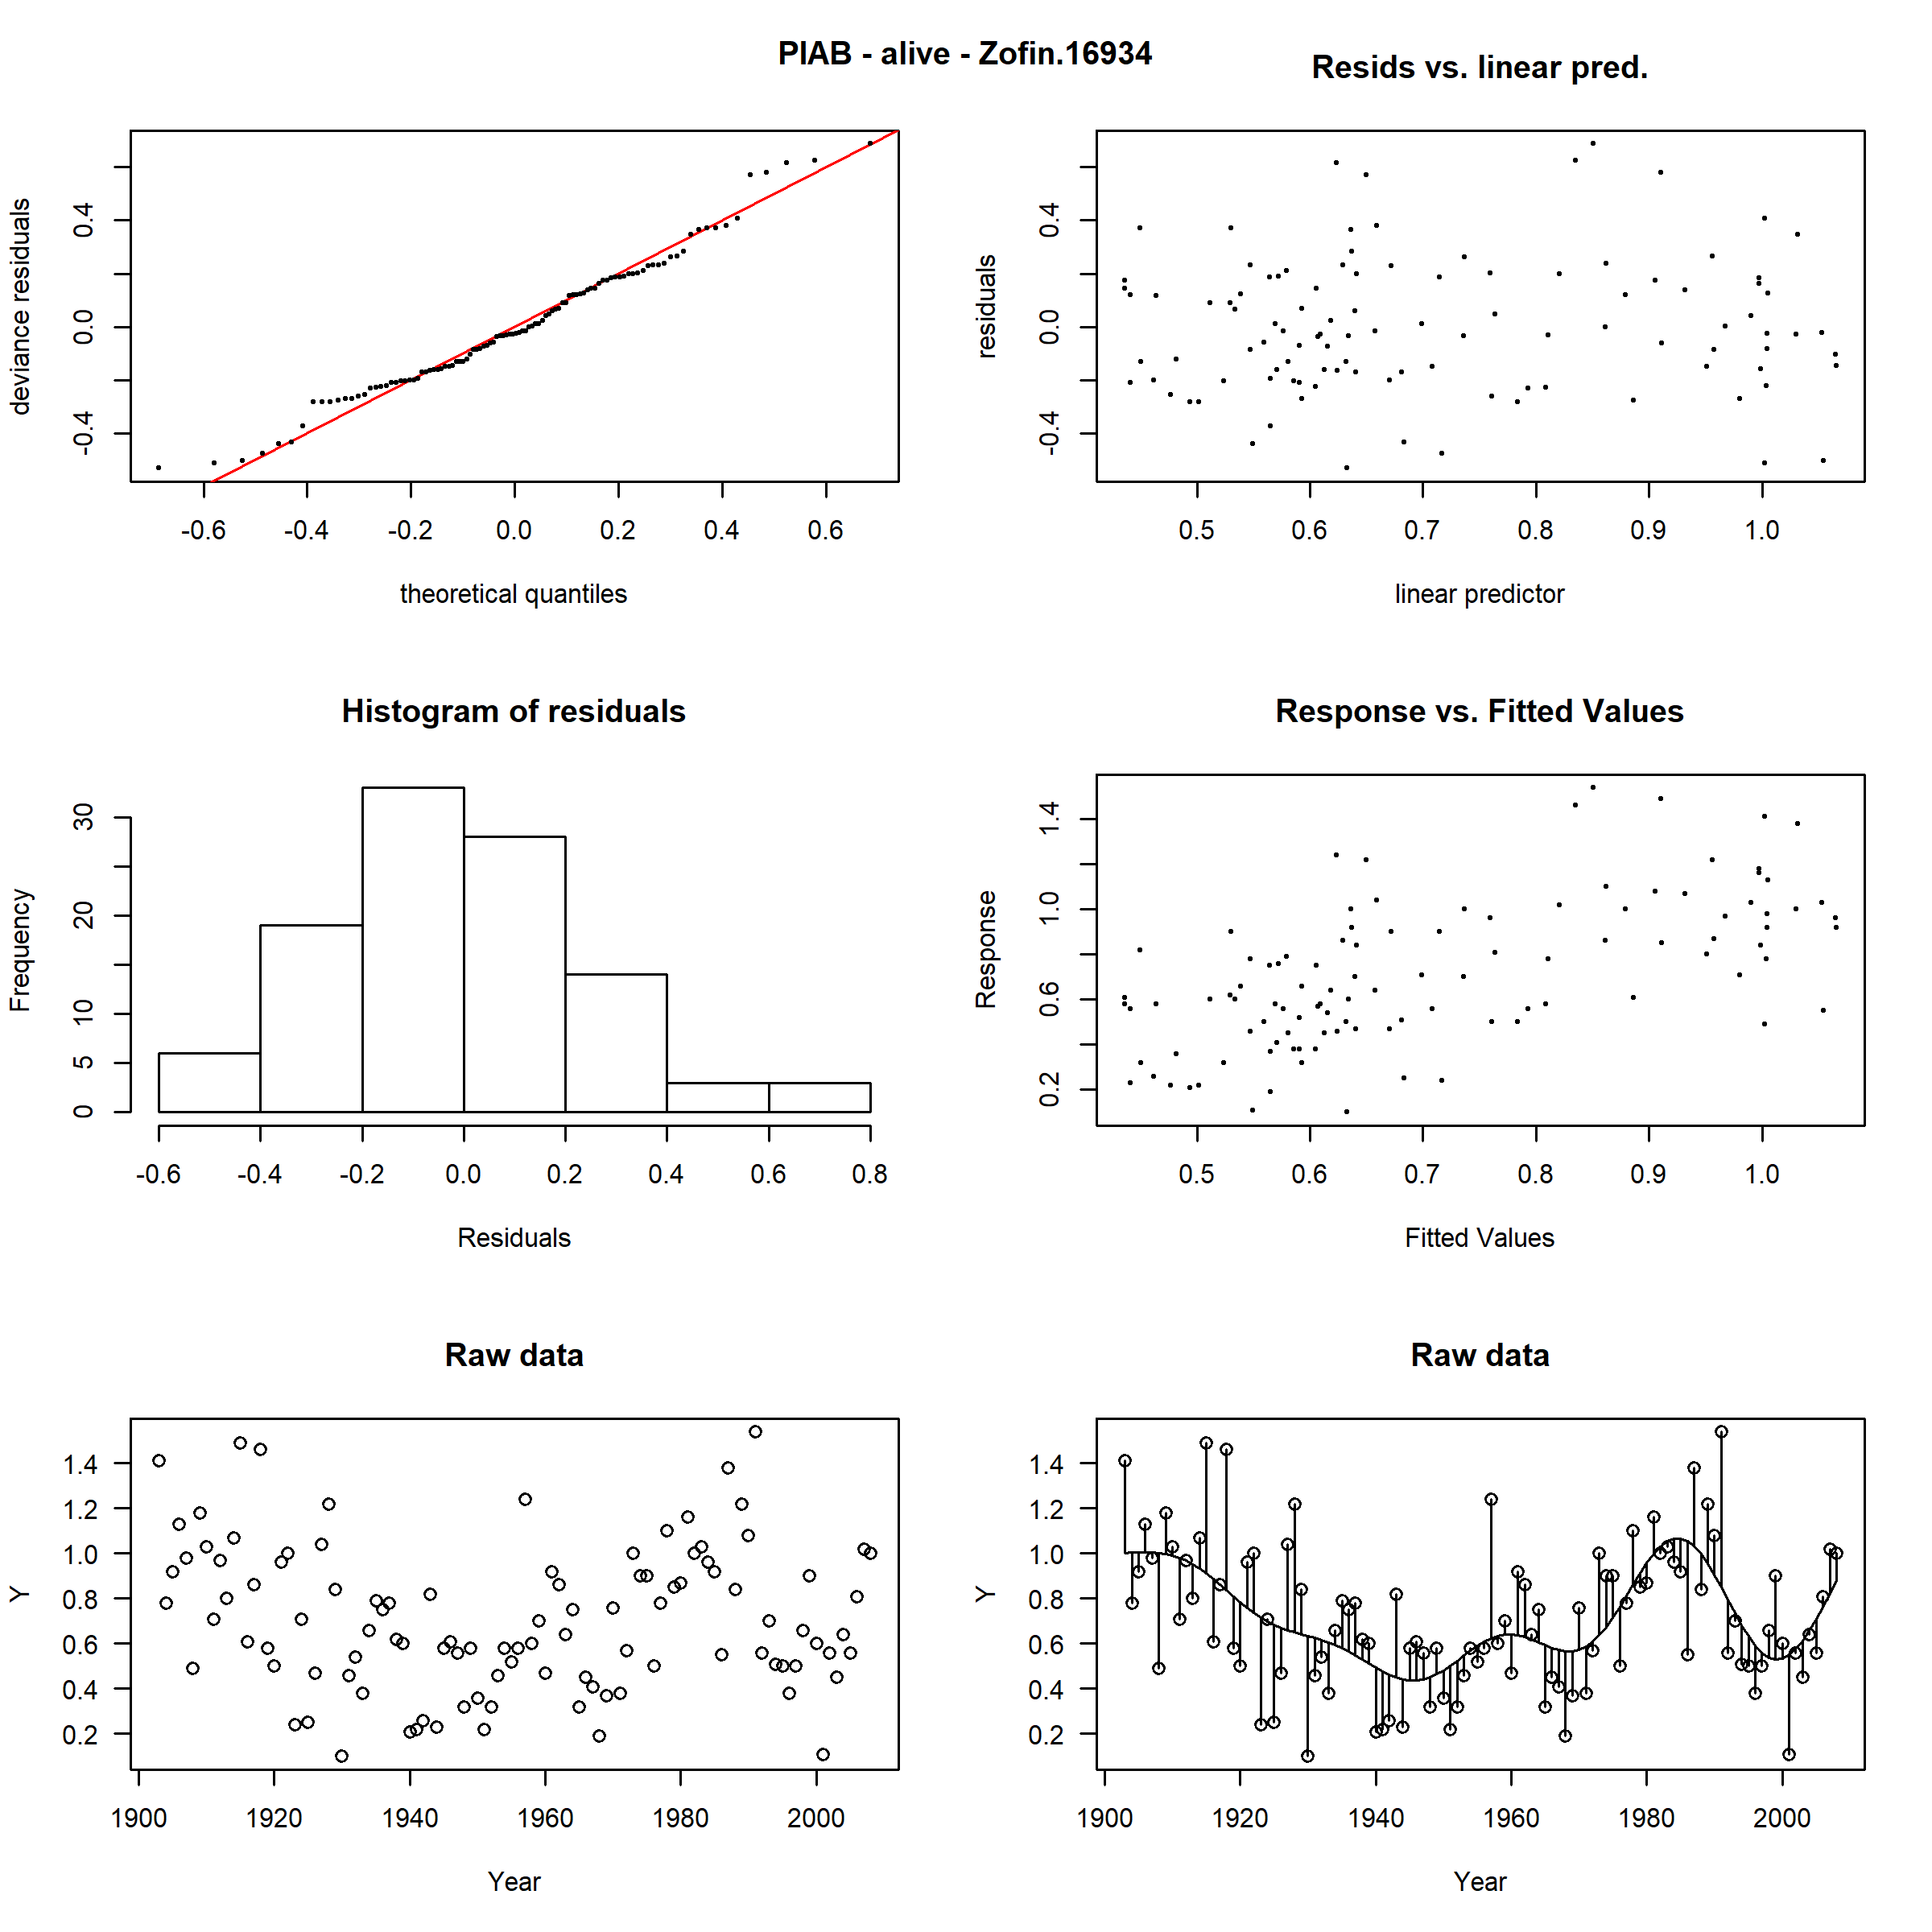 PIAB - alive - Zofin.16934
Resids vs. linear pred.
deviance residuals
-0.4 0.0 0.4
-0.6 -0.4 -0.2 0.0 0.2 0.4 0.6
theoretical quantiles
residuals
-0.4 0.0 0.4
0.5 0.6 0.7 0.8 0.9 1.0
linear predictor
Histogram of residuals
Frequency
0 5 10 20 30
-0.6 -0.4 -0.2 0.0 0.2 0.4 0.6 0.8
Residuals
Response vs. Fitted Values
Response
0.2 0.6 1.0 1.4
0.5 0.6 0.7 0.8 0.9 1.0
Fitted Values
Raw data
Y
1.4
1.2
1.0
0.8
0.6
0.4
0.2
1900 1920 1940 1960 1980 2000
Year
Raw data
Y
1.4
1.2
1.0
0.8
0.6
0.4
0.2
1900 1920 1940 1960 1980 2000
Year